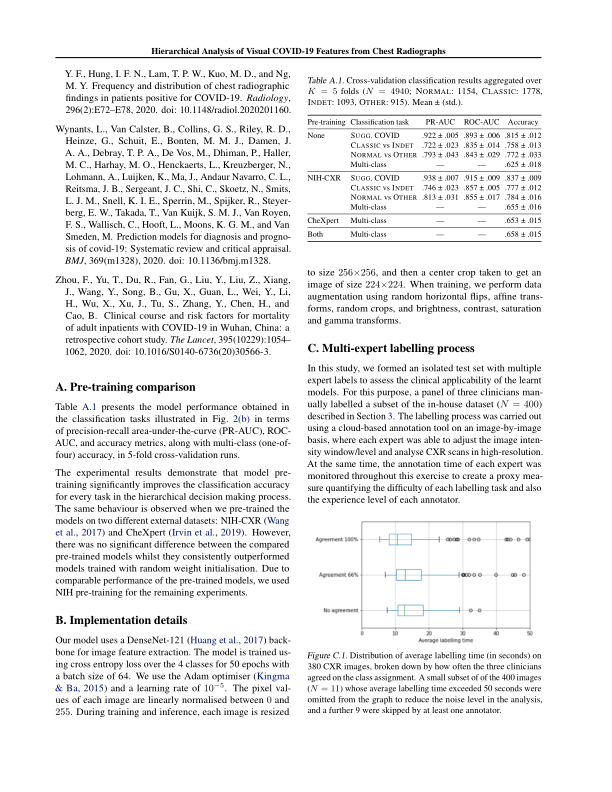 Hierarchical Analysis of Visual COVID-19 Features from Chest Radiographs
Y. F., Hung, I. F. N., Lam, T. P. W., Kuo, M. D., and Ng,
M. Y. Frequency and distribution of chest radiographic
findings in patients positive for COVID-19. Radiology,
296(2):E72–E78, 2020. doi: 10.1148/radiol.2020201160.
Wynants, L., Van Calster, B., Collins, G. S., Riley, R. D.,
Heinze, G., Schuit, E., Bonten, M. M. J., Damen, J.
A. A., Debray, T. P. A., De Vos, M., Dhiman, P., Haller,
M. C., Harhay, M. O., Henckaerts, L., Kreuzberger, N.,
Lohmann, A., Luijken, K., Ma, J., Andaur Navarro, C. L.,
Reitsma, J. B., Sergeant, J. C., Shi, C., Skoetz, N., Smits,
L. J. M., Snell, K. I. E., Sperrin, M., Spijker, R., Steyer-
berg, E. W., Takada, T., Van Kuijk, S. M. J., Van Royen,
F. S., Wallisch, C., Hooft, L., Moons, K. G. M., and Van
Smeden, M. Prediction models for diagnosis and progno-
sis of covid-19: Systematic review and critical appraisal.
BMJ, 369(m1328), 2020. doi: 10.1136/bmj.m1328.
Zhou, F., Yu, T., Du, R., Fan, G., Liu, Y., Liu, Z., Xiang,
J., Wang, Y., Song, B., Gu, X., Guan, L., Wei, Y., Li,
H., Wu, X., Xu, J., Tu, S., Zhang, Y., Chen, H., and
Cao, B. Clinical course and risk factors for mortality
of adult inpatients with COVID-19 in Wuhan, China: a
retrospective cohort study. The Lancet, 395(10229):1054–
1062, 2020. doi: 10.1016/S0140-6736(20)30566-3.
A. Pre-training comparison
Table A.1 presents the model performance obtained in
the classification tasks illustrated in Fig. 2(b) in terms
of precision-recall area-under-the-curve (PR-AUC), ROC-
AUC, and accuracy metrics, along with multi-class (one-of-
four) accuracy, in 5-fold cross-validation runs.
The experimental results demonstrate that model pre-
training significantly improves the classification accuracy
for every task in the hierarchical decision making process.
The same behaviour is observed when we pre-trained the
models on two different external datasets: NIH-CXR (Wang
et al., 2017) and CheXpert (Irvin et al., 2019). However,
there was no significant difference between the compared
pre-trained models whilst they consistently outperformed
models trained with random weight initialisation. Due to
comparable performance of the pre-trained models, we used
NIH pre-training for the remaining experiments.
B. Implementation details
Our model uses a DenseNet-121 (Huang et al., 2017) back-
bone for image feature extraction. The model is trained us-
ing cross entropy loss over the 4 classes for 50 epochs with
a batch size of 64. We use the Adam optimiser (Kingma
& Ba, 2015) and a learning rate of 10⁻⁵. The pixel val-
ues of each image are linearly normalised between 0 and
255. During training and inference, each image is resized
Table A.1. Cross-validation classification results aggregated over
K = 5 folds (N = 4940; NORMAL: 1154, CLASSIC: 1778,
INDET: 1093, OTHER: 915). Mean ± (std.).
Pre-training Classification task PR-AUC ROC-AUC Accuracy
None SUGG. COVID .922 ± .005 .893 ± .006 .815 ± .012
CLASSIC VS INDET .722 ± .023 .835 ± .014 .758 ± .013
NORMAL VS OTHER .793 ± .043 .843 ± .029 .772 ± .033
Multi-class — — .625 ± .018
NIH-CXR SUGG. COVID .938 ± .007 .915 ± .009 .837 ± .009
CLASSIC VS INDET .746 ± .023 .857 ± .005 .777 ± .012
NORMAL VS OTHER .813 ± .031 .855 ± .017 .784 ± .016
Multi-class — — .655 ± .016
CheXpert Multi-class — — .653 ± .015
Both Multi-class — — .658 ± .015
to size 256×256, and then a center crop taken to get an
image of size 224×224. When training, we perform data
augmentation using random horizontal flips, affine trans-
forms, random crops, and brightness, contrast, saturation
and gamma transforms.
C. Multi-expert labelling process
In this study, we formed an isolated test set with multiple
expert labels to assess the clinical applicability of the learnt
models. For this purpose, a panel of three clinicians man-
ually labelled a subset of the in-house dataset (N = 400)
described in Section 3. The labelling process was carried out
using a cloud-based annotation tool on an image-by-image
basis, where each expert was able to adjust the image inten-
sity window/level and analyse CXR scans in high-resolution.
At the same time, the annotation time of each expert was
monitored throughout this exercise to create a proxy mea-
sure quantifying the difficulty of each labelling task and also
the experience level of each annotator.
Agreement 100%
Agreement 66%
No agreement
0 10 20 30 40 50
Average labelling time
Figure C.1. Distribution of average labelling time (in seconds) on
380 CXR images, broken down by how often the three clinicians
agreed on the class assignment. A small subset of of the 400 images
(N = 11) whose average labelling time exceeded 50 seconds were
omitted from the graph to reduce the noise level in the analysis,
and a further 9 were skipped by at least one annotator.